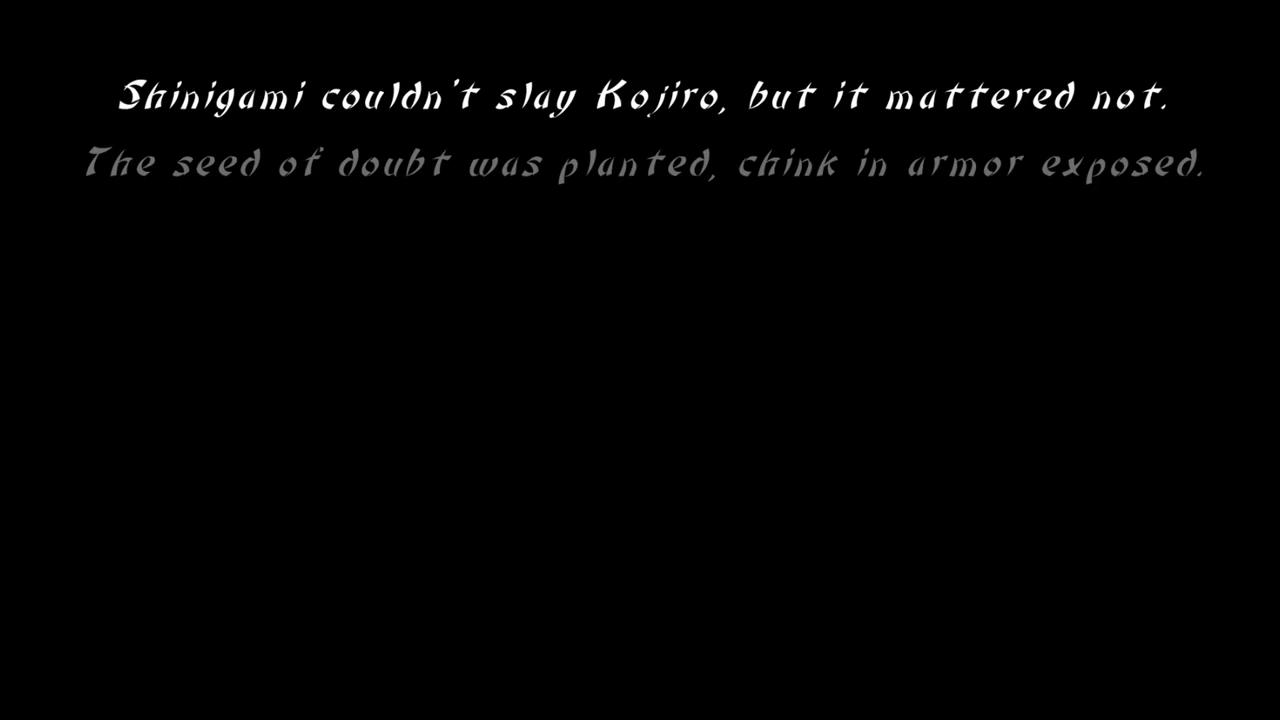 Shinigami couldn't slay Kojiro, but it mattered not.
The seed of doubt was planted, chink in armor exposed.